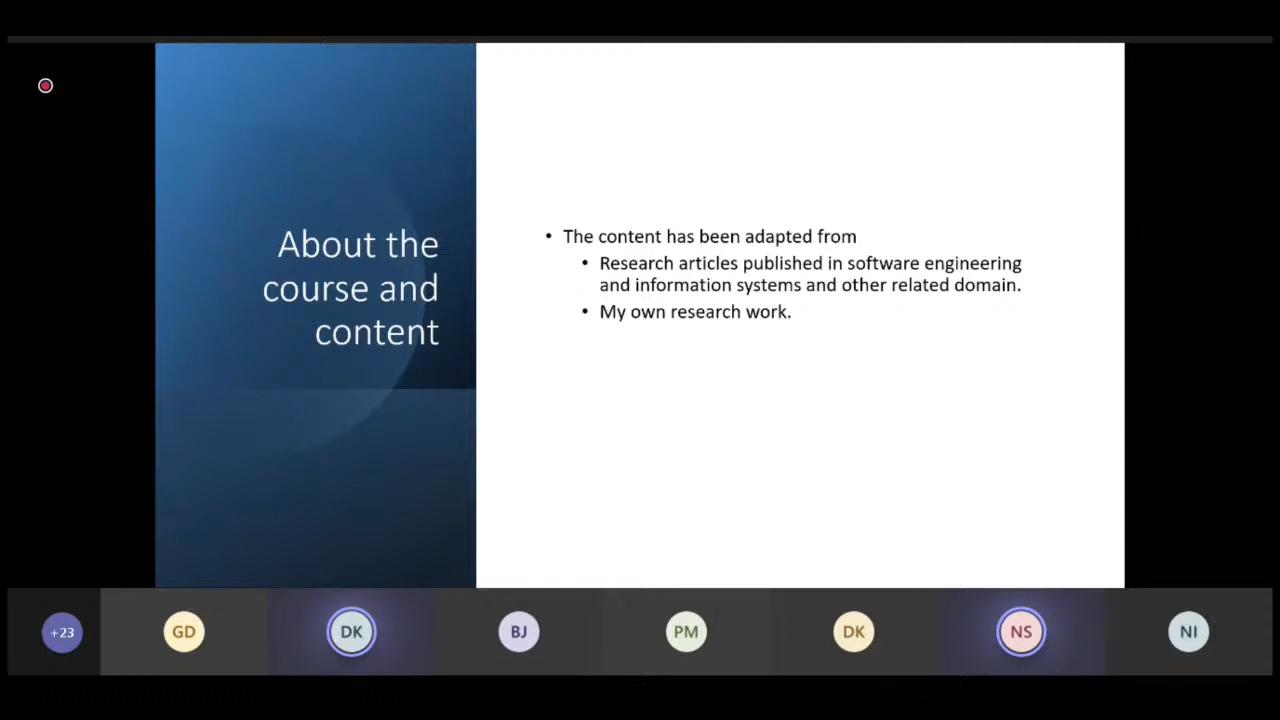 About the
course and
content
• The content has been adapted from
• Research articles published in software engineering
and information systems and other related domain.
• My own research work.
+23
GD
DK
BJ
PM
DK
NS
NI